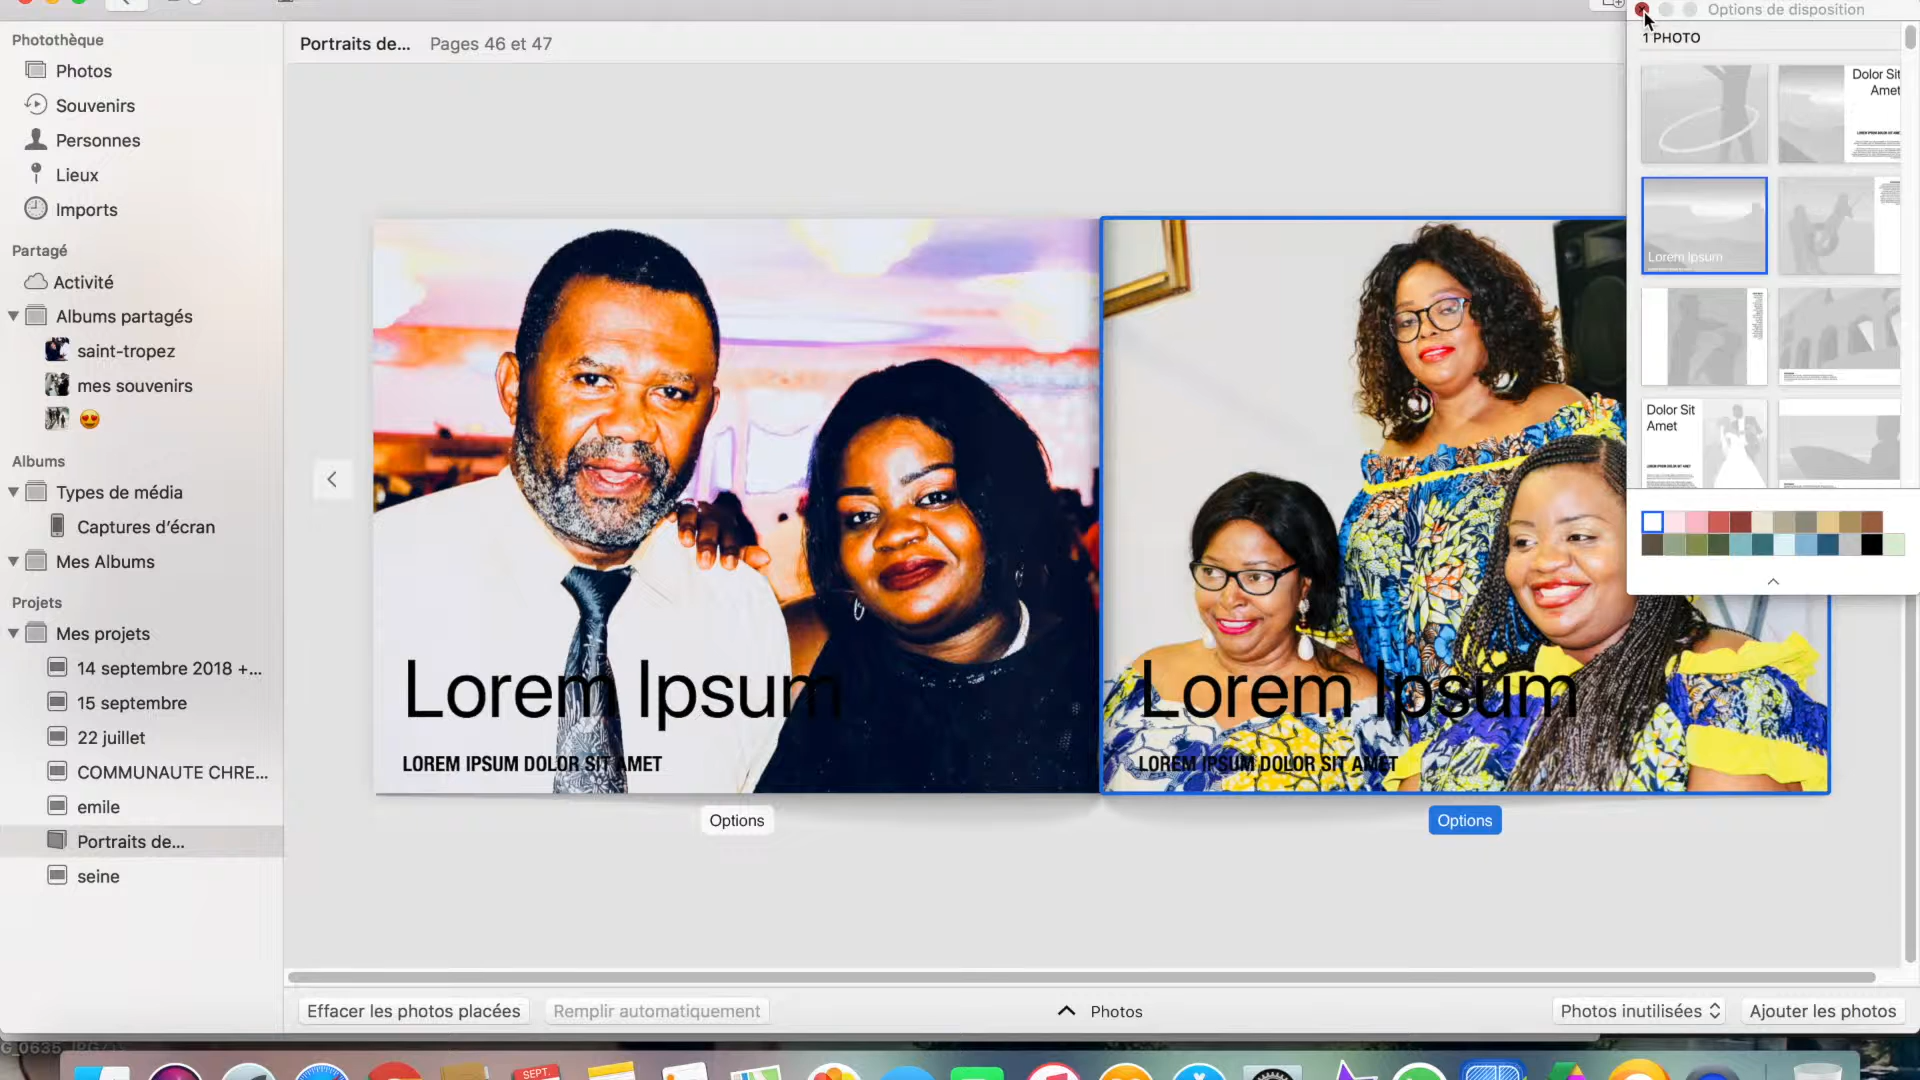 Options de disposition
Photothèque
Photos
Souvenirs
Personnes
Lieux
Imports
Partagé
Activité
Albums partagés
saint-tropez
mes souvenirs
Albums
Types de média
Captures d'écran
Mes Albums
Projets
Mes projets
14 septembre 2018 +...
15 septembre
22 juillet
COMMUNAUTE CHRE...
emile
Portraits de...
seine
Portraits de...
Pages 46 et 47
Lorem Ipsum
LOREM IPSUM DOLOR SIT AMET
Options
Lorem Ipsum
LOREM IPSUM DOLOR SIT AMET
Options
1 PHOTO
Dolor Sit
Amet
Lorem Ipsum
Dolor Sit
Amet
Effacer les photos placées
Remplir automatiquement
Photos
Photos inutilisées
Ajouter les photos
SEPT.